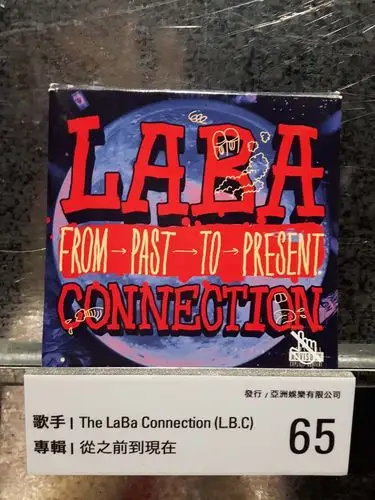 LABA
FROM→PAST→TO→PRESENT
CONNECTION
ADVISORY
發行 / 亞洲娛樂有限公司
歌手 | The LaBa Connection (L.B.C)
專輯 | 從之前到現在
65